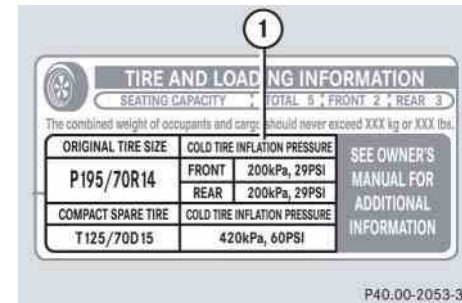 1
TIRE AND LOADING INFORMATION
SEATING CAPACITY TOTAL 5 FRONT 2 REAR 3
The combined weight of occupants and cargo should never exceed XXX kg or XXX lbs.
ORIGINAL TIRE SIZE COLD TIRE INFLATION PRESSURE
P195/70R14 FRONT 200kPa, 29PSI
REAR 200kPa, 29PSI
COMPACT SPARE TIRE COLD TIRE INFLATION PRESSURE
T125/70D15 420kPa, 60PSI
SEE OWNER'S
MANUAL FOR
ADDITIONAL
INFORMATION
P40.00-2053-3